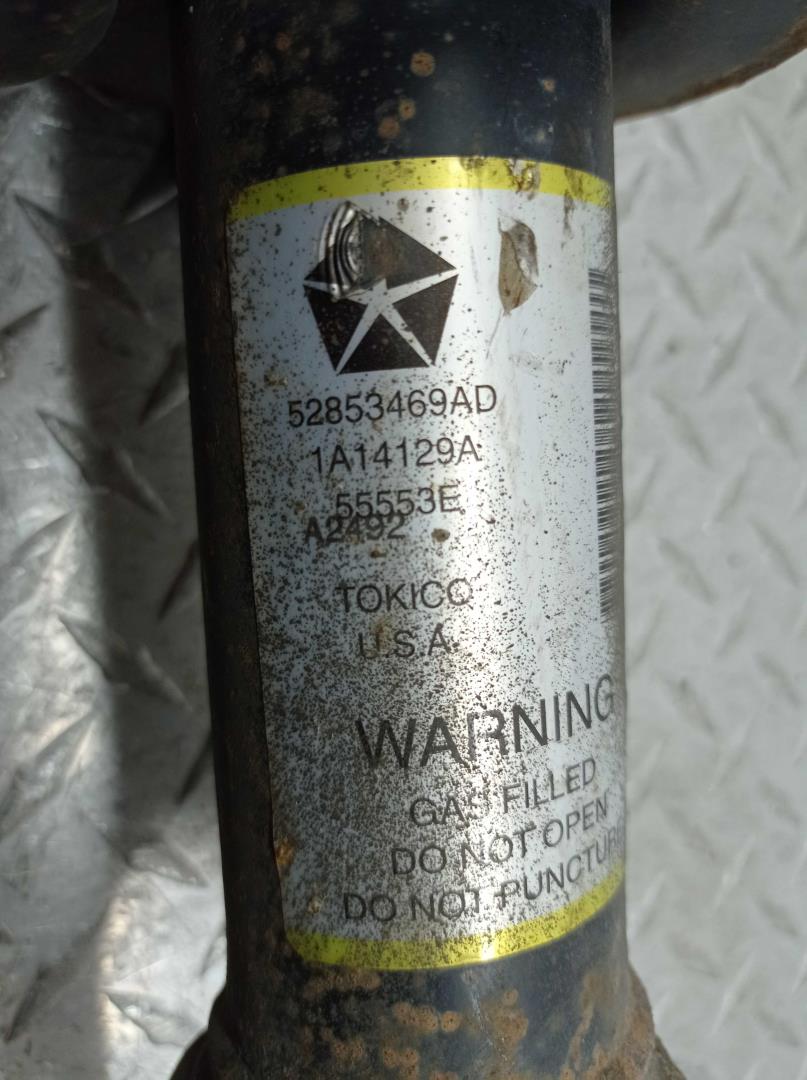 52853469AD
1A14129A
55553E
A2492
TOKICO
U.S.A.
WARNING
GAS FILLED
DO NOT OPEN
DO NOT PUNCTURE